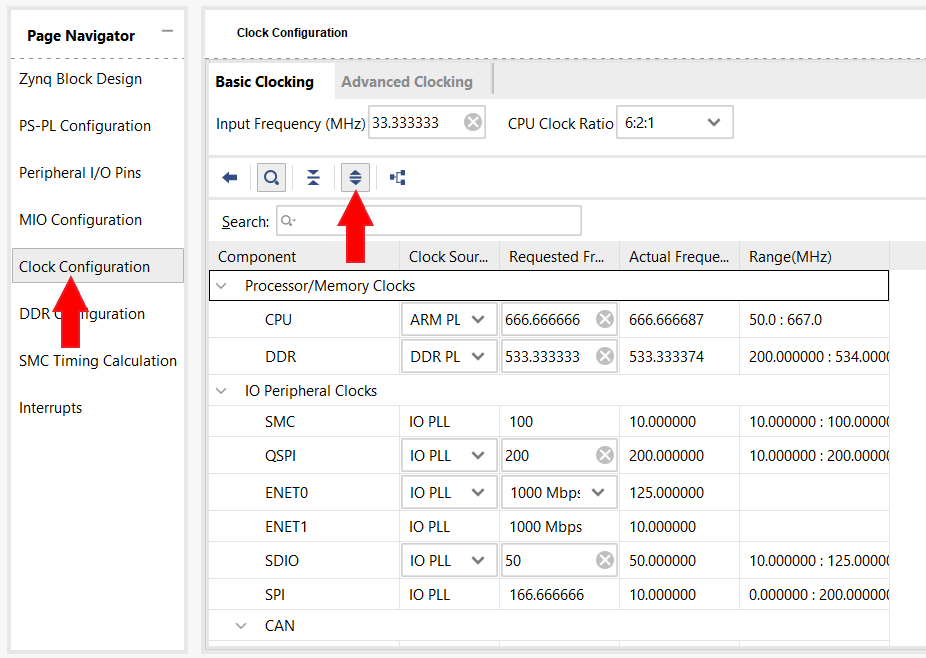 Page Navigator
Zynq Block Design
PS-PL Configuration
Peripheral I/O Pins
MIO Configuration
Clock Configuration
DDR Configuration
SMC Timing Calculation
Interrupts
Clock Configuration
Basic Clocking Advanced Clocking
Input Frequency (MHz) 33.333333 CPU Clock Ratio 6:2:1
Search:
Component Clock Sour... Requested Fr... Actual Freque... Range(MHz)
Processor/Memory Clocks
CPU ARM PL 666.666666 666.666687 50.0 : 667.0
DDR DDR PL 533.333333 533.333374 200.000000 : 534.0000
IO Peripheral Clocks
SMC IO PLL 100 10.000000 10.000000 : 100.00000
QSPI IO PLL 200 200.000000 10.000000 : 200.00000
ENET0 IO PLL 1000 Mbps 125.000000
ENET1 IO PLL 1000 Mbps 10.000000
SDIO IO PLL 50 50.000000 10.000000 : 125.00000
SPI IO PLL 166.666666 10.000000 0.000000 : 200.000000
CAN